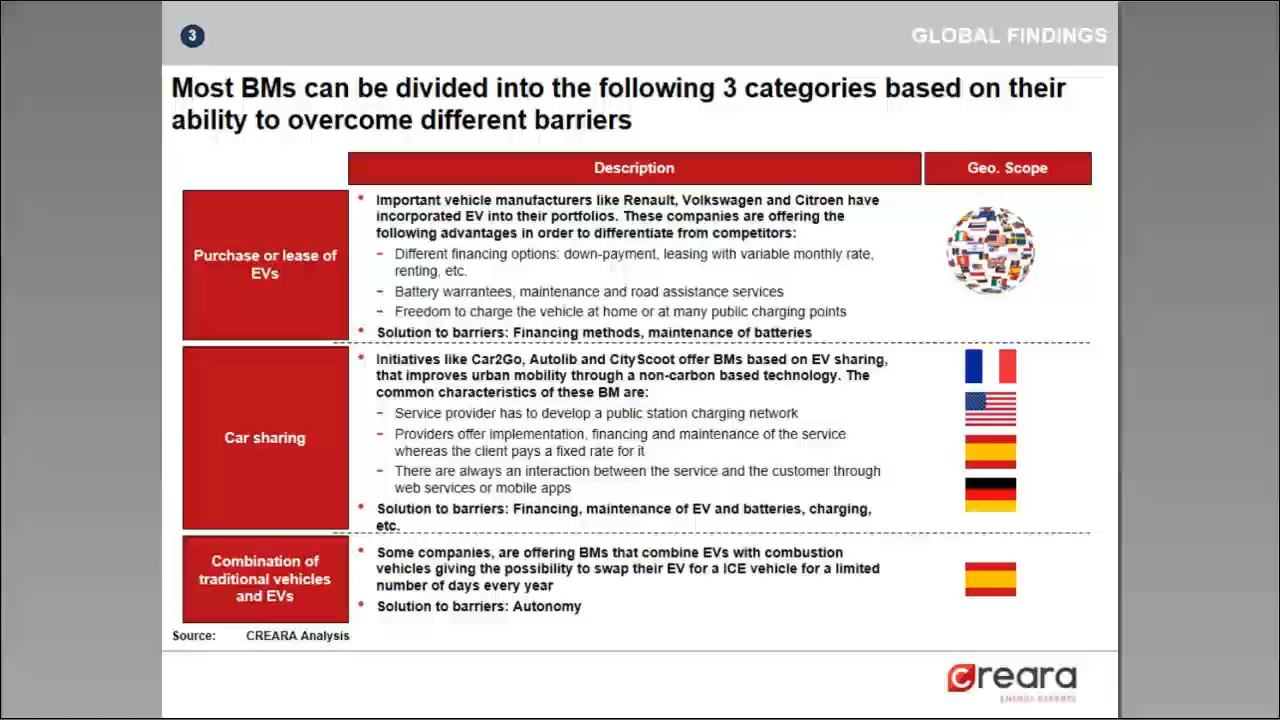 3
GLOBAL FINDINGS
Most BMs can be divided into the following 3 categories based on their
ability to overcome different barriers
Description
Geo. Scope
Purchase or lease of
EVs
* Important vehicle manufacturers like Renault, Volkswagen and Citroen have
incorporated EV into their portfolios. These companies are offering the
following advantages in order to differentiate from competitors:
- Different financing options: down-payment, leasing with variable monthly rate,
renting, etc.
- Battery warrantees, maintenance and road assistance services
- Freedom to charge the vehicle at home or at many public charging points
* Solution to barriers: Financing methods, maintenance of batteries
Car sharing
* Initiatives like Car2Go, Autolib and CityScoot offer BMs based on EV sharing,
that improves urban mobility through a non-carbon based technology. The
common characteristics of these BM are:
- Service provider has to develop a public station charging network
- Providers offer implementation, financing and maintenance of the service
whereas the client pays a fixed rate for it
- There are always an interaction between the service and the customer through
web services or mobile apps
* Solution to barriers: Financing, maintenance of EV and batteries, charging,
etc.
Combination of
traditional vehicles
and EVs
* Some companies, are offering BMs that combine EVs with combustion
vehicles giving the possibility to swap their EV for a ICE vehicle for a limited
number of days every year
* Solution to barriers: Autonomy
Source: CREARA Analysis
creara
ENERGY EXPERTS